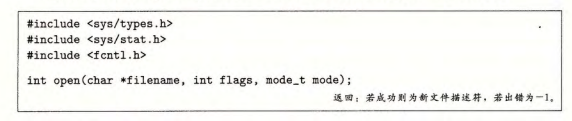 #include <sys/types.h>
#include <sys/stat.h>
#include <fcntl.h>
int open(char *filename, int flags, mode_t mode);
返回：若成功则为新文件描述符，若出错为-1。